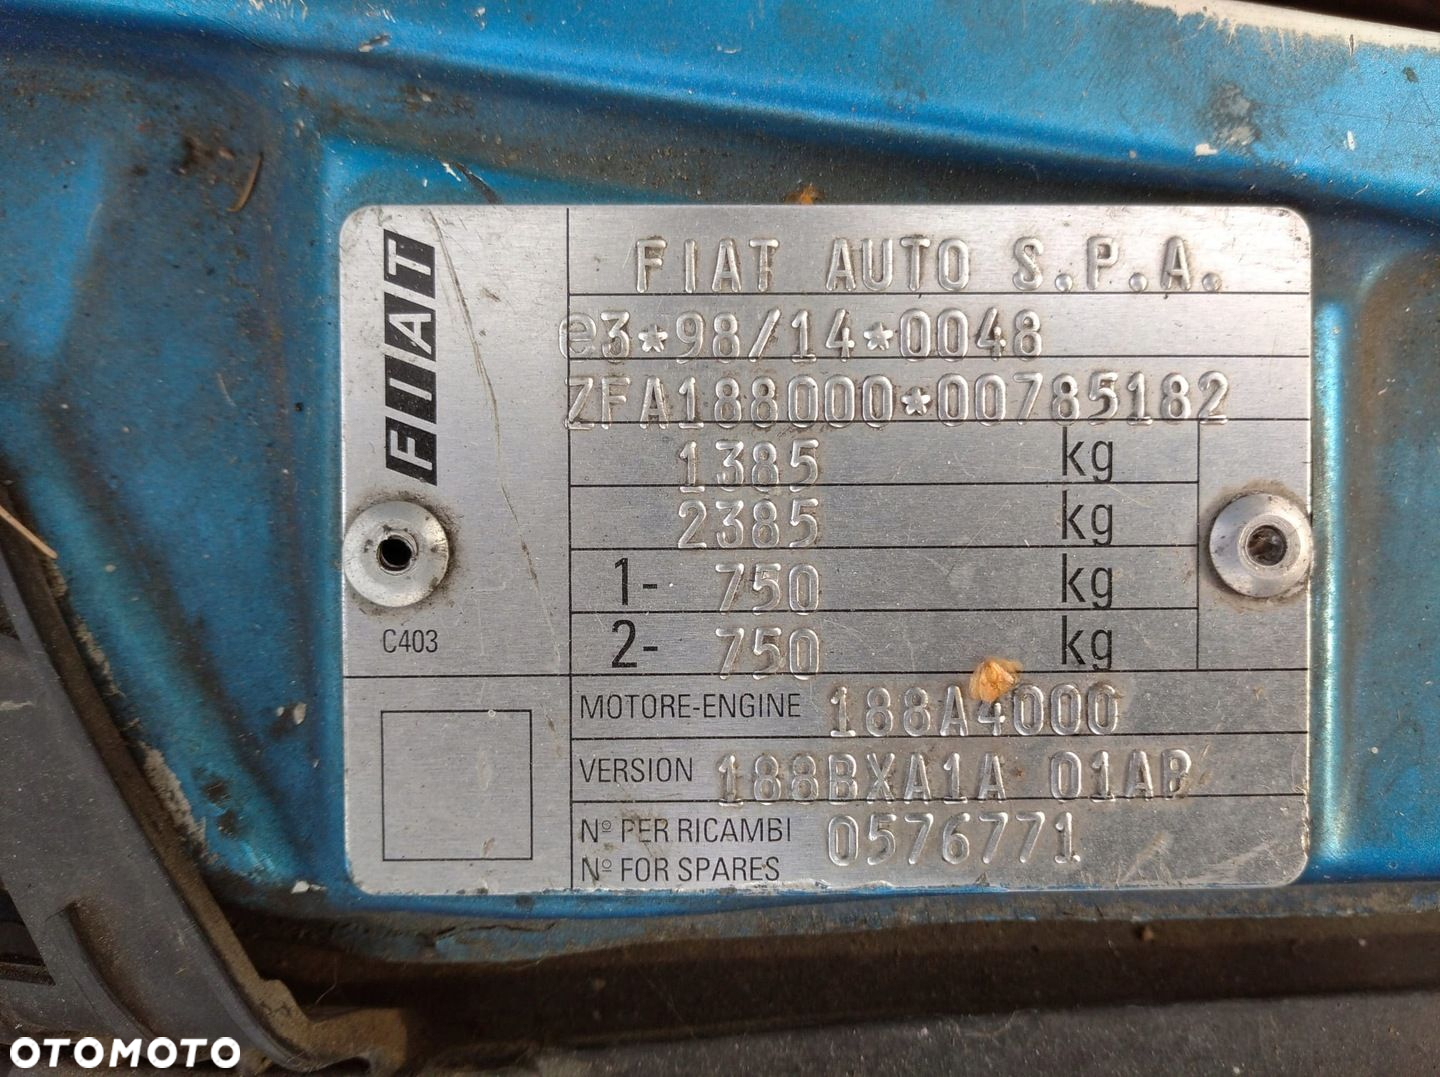 FIAT
FIAT AUTO S.P.A.
e3*98/14*0048
ZFA188000*00785182
1385 kg
2385 kg
1- 750 kg
2- 750 kg
C403
MOTORE-ENGINE 188A4000
VERSION 188BXA1A 01AB
Nº PER RICAMBI
Nº FOR SPARES
0576771
OTOMOTO